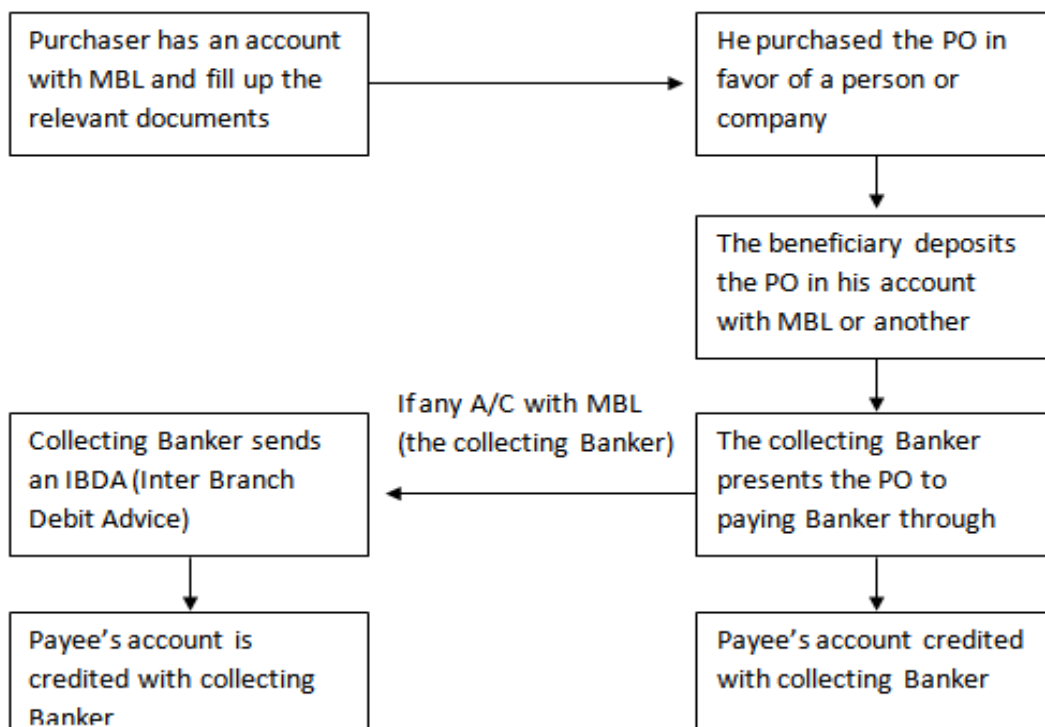 Purchaser has an account
with MBL and fill up the
relevant documents
He purchased the PO in
favor of a person or
company
The beneficiary deposits
the PO in his account
with MBL or another
If any A/C with MBL
(the collecting Banker)
Collecting Banker sends
an IBDA (Inter Branch
Debit Advice)
The collecting Banker
presents the PO to
paying Banker through
Payee’s account is
credited with collecting
Banker
Payee’s account credited
with collecting Banker